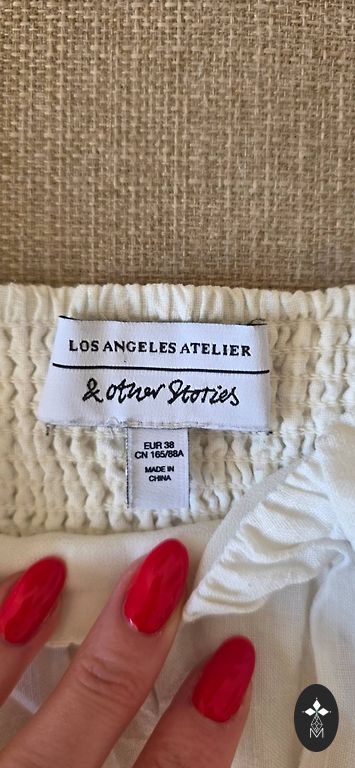 LOS ANGELES ATELIER
& other Stories
EUR 38
CN 165/88A
MADE IN
CHINA
M